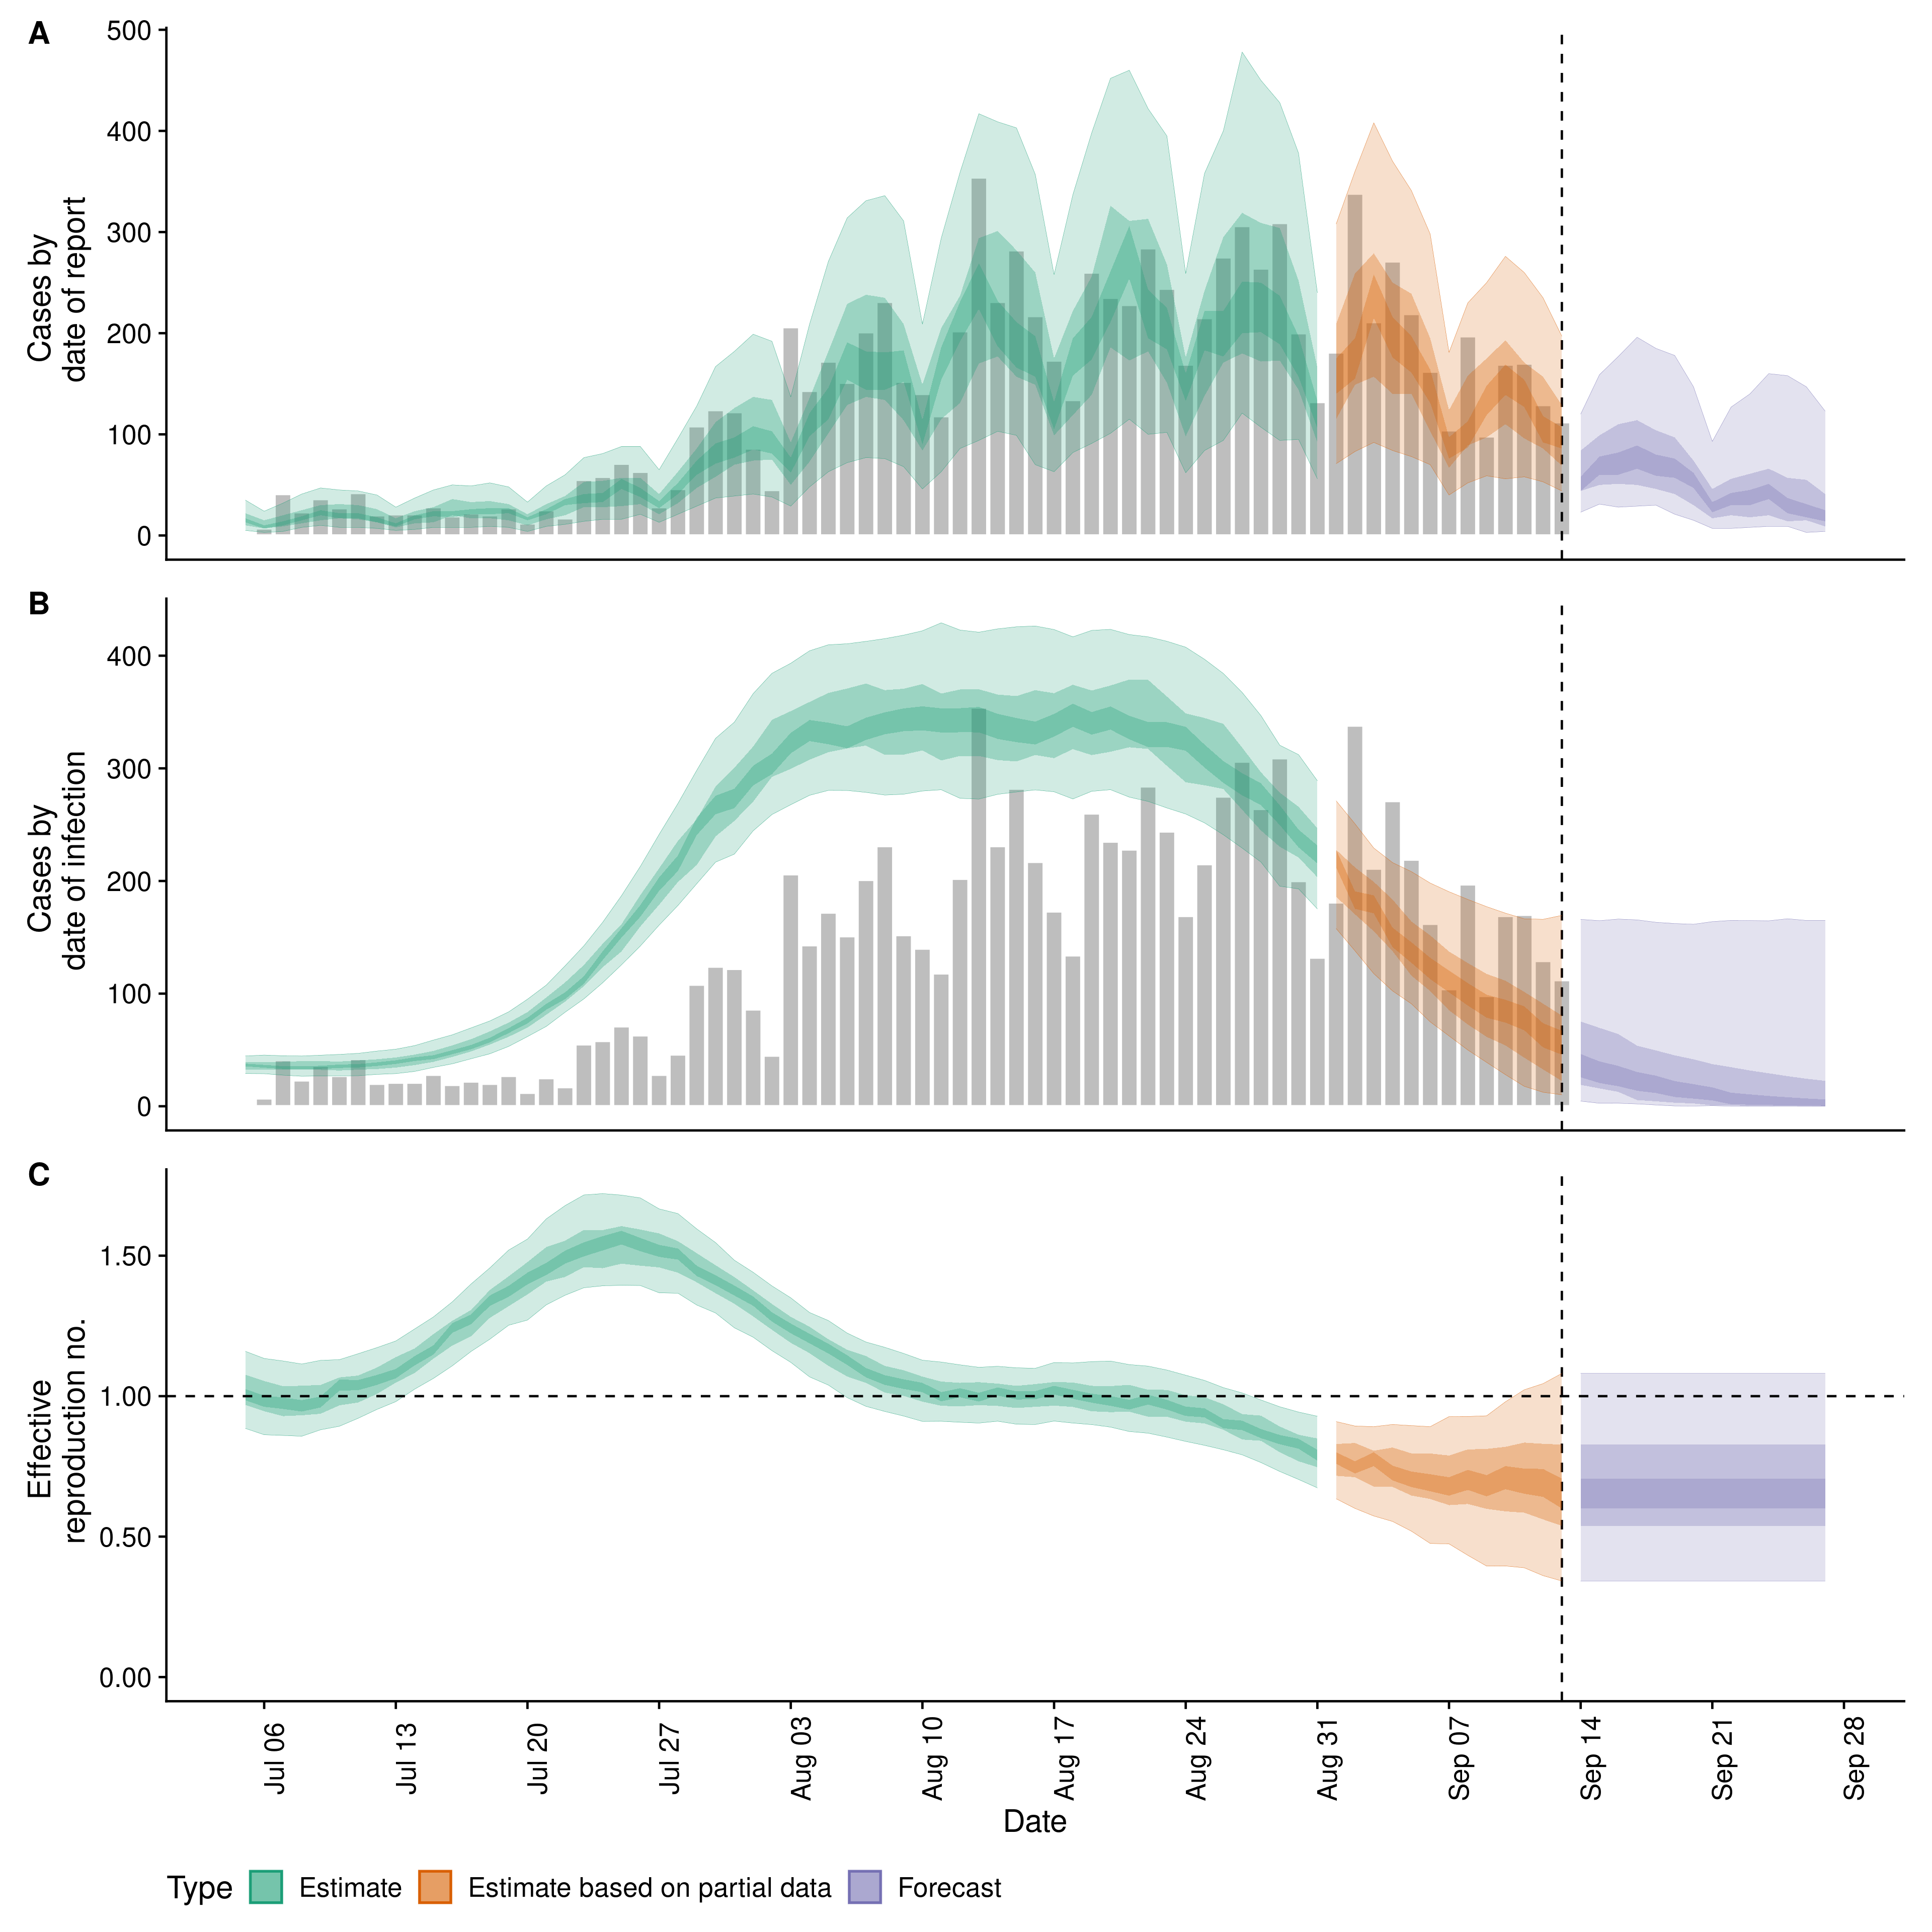 A
500
400
300
200
100
0
Cases by
date of report
B
400
300
200
100
0
Cases by
date of infection
C
1.50
1.00
0.50
0.00
Effective
reproduction no.
Jul 06
Jul 13
Jul 20
Jul 27
Aug 03
Aug 10
Aug 17
Aug 24
Aug 31
Sep 07
Sep 14
Sep 21
Sep 28
Date
Type Estimate Estimate based on partial data Forecast